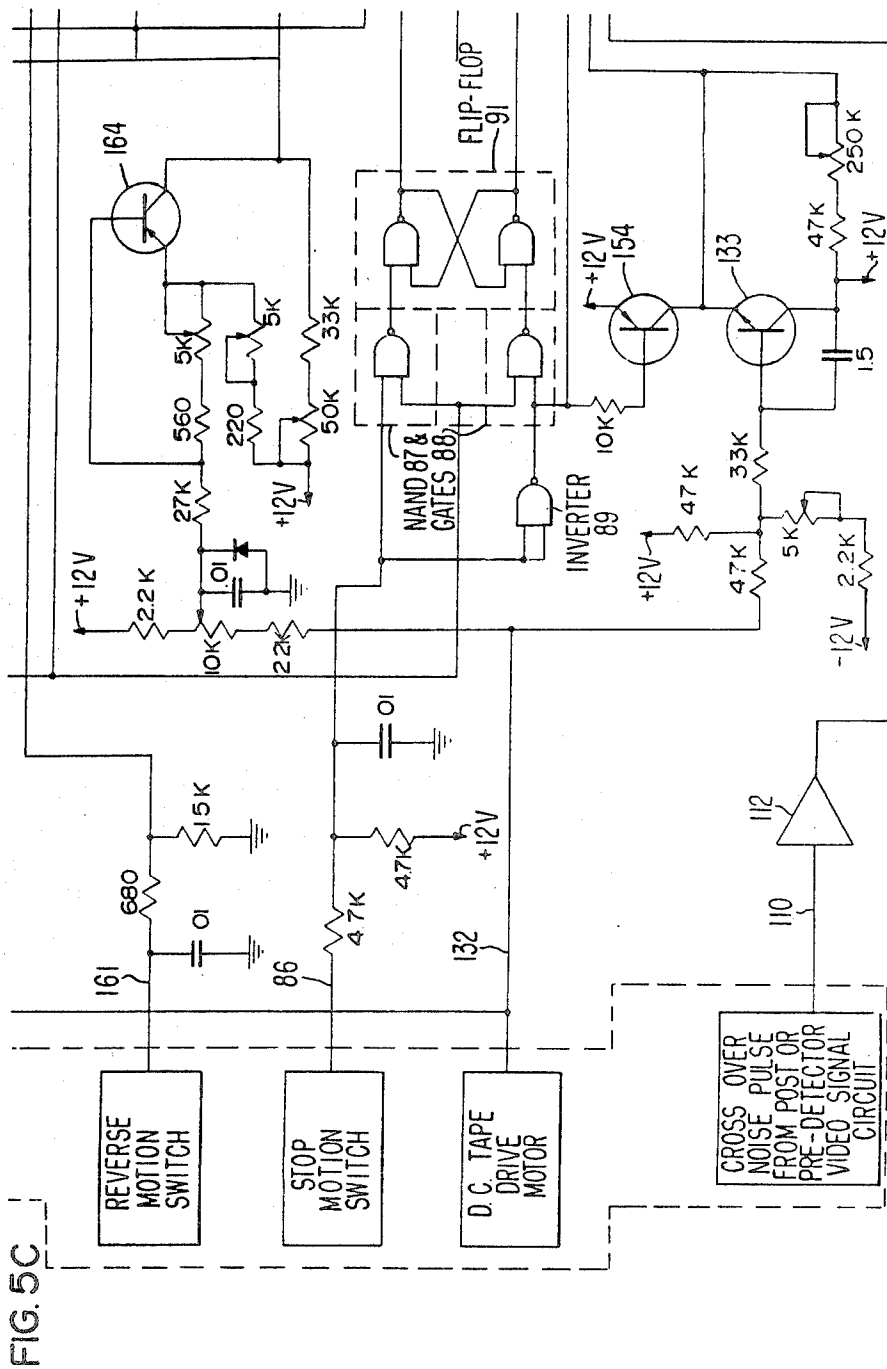 FIG. 5C
REVERSE
MOTION
SWITCH
161
01
680
15K
STOP
MOTION
SWITCH
86
4.7K
4.7K
+12V
01
D.C. TAPE
DRIVE
MOTOR
132
CROSS OVER
NOISE PULSE
FROM POST OR
PRE-DETECTOR
VIDEO SIGNAL
CIRCUIT
110
112
+12V
2.2K
10K
22K
.01
27K
560
5K
164
220
5K
+12V
50K
33K
NAND 87 &
GATES 88
INVERTER
89
FLIP-FLOP
91
10K
+12V
154
133
+12V
47K
47K
5K
2.2K
-12V
33K
1.5
+12V
47K
250K